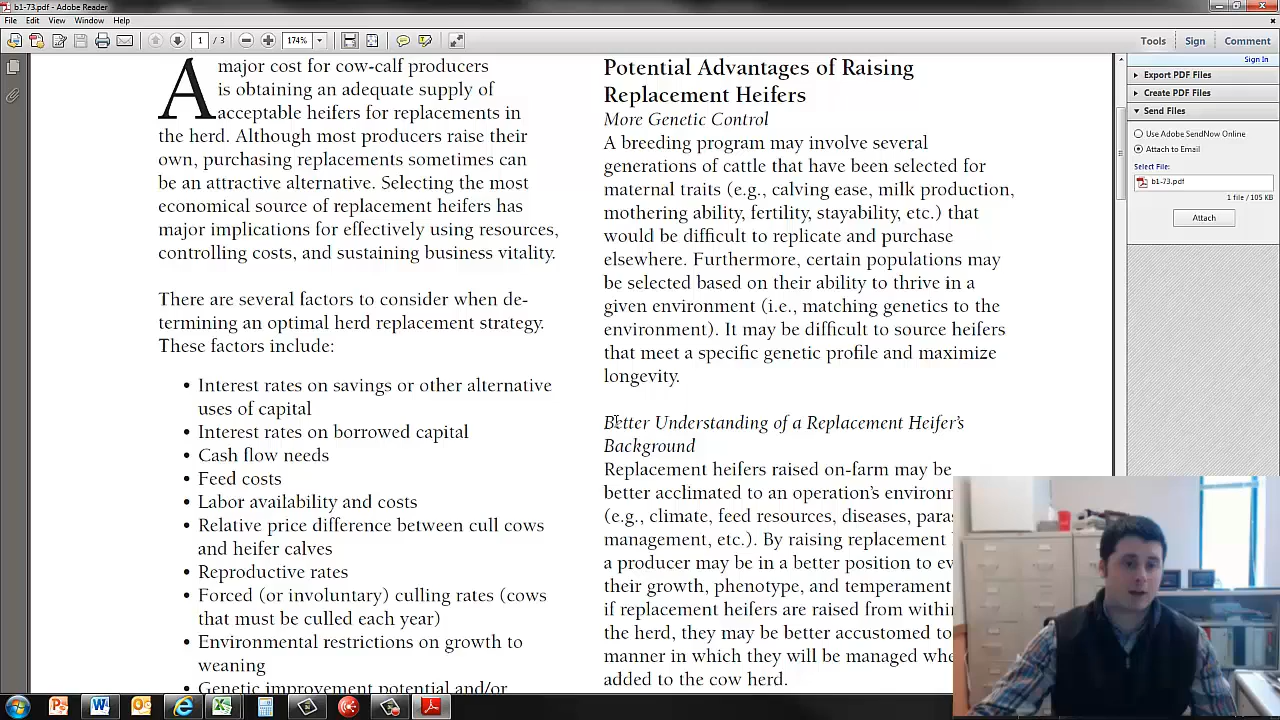 b1-73.pdf - Adobe Reader
File Edit View Window Help
1 / 3
174%
Tools Sign Comment
Sign In
Export PDF Files
Create PDF Files
Send Files
Use Adobe SendNow Online
Attach to Email
Select File:
b1-73.pdf
1 file / 105 KB
Attach
A major cost for cow-calf producers
is obtaining an adequate supply of
acceptable heifers for replacements in
the herd. Although most producers raise their
own, purchasing replacements sometimes can
be an attractive alternative. Selecting the most
economical source of replacement heifers has
major implications for effectively using resources,
controlling costs, and sustaining business vitality.
There are several factors to consider when de-
termining an optimal herd replacement strategy.
These factors include:
• Interest rates on savings or other alternative
uses of capital
• Interest rates on borrowed capital
• Cash flow needs
• Feed costs
• Labor availability and costs
• Relative price difference between cull cows
and heifer calves
• Reproductive rates
• Forced (or involuntary) culling rates (cows
that must be culled each year)
• Environmental restrictions on growth to
weaning
• Genetic improvement potential and/or
Potential Advantages of Raising
Replacement Heifers
More Genetic Control
A breeding program may involve several
generations of cattle that have been selected for
maternal traits (e.g., calving ease, milk production,
mothering ability, fertility, stayability, etc.) that
would be difficult to replicate and purchase
elsewhere. Furthermore, certain populations may
be selected based on their ability to thrive in a
given environment (i.e., matching genetics to the
environment). It may be difficult to source heifers
that meet a specific genetic profile and maximize
longevity.
Better Understanding of a Replacement Heifer's
Background
Replacement heifers raised on-farm may be
better acclimated to an operation's environ
(e.g., climate, feed resources, diseases, para
management, etc.). By raising replacement
a producer may be in a better position to ev
their growth, phenotype, and temperament
if replacement heifers are raised from within
the herd, they may be better accustomed to
manner in which they will be managed whe
added to the cow herd.